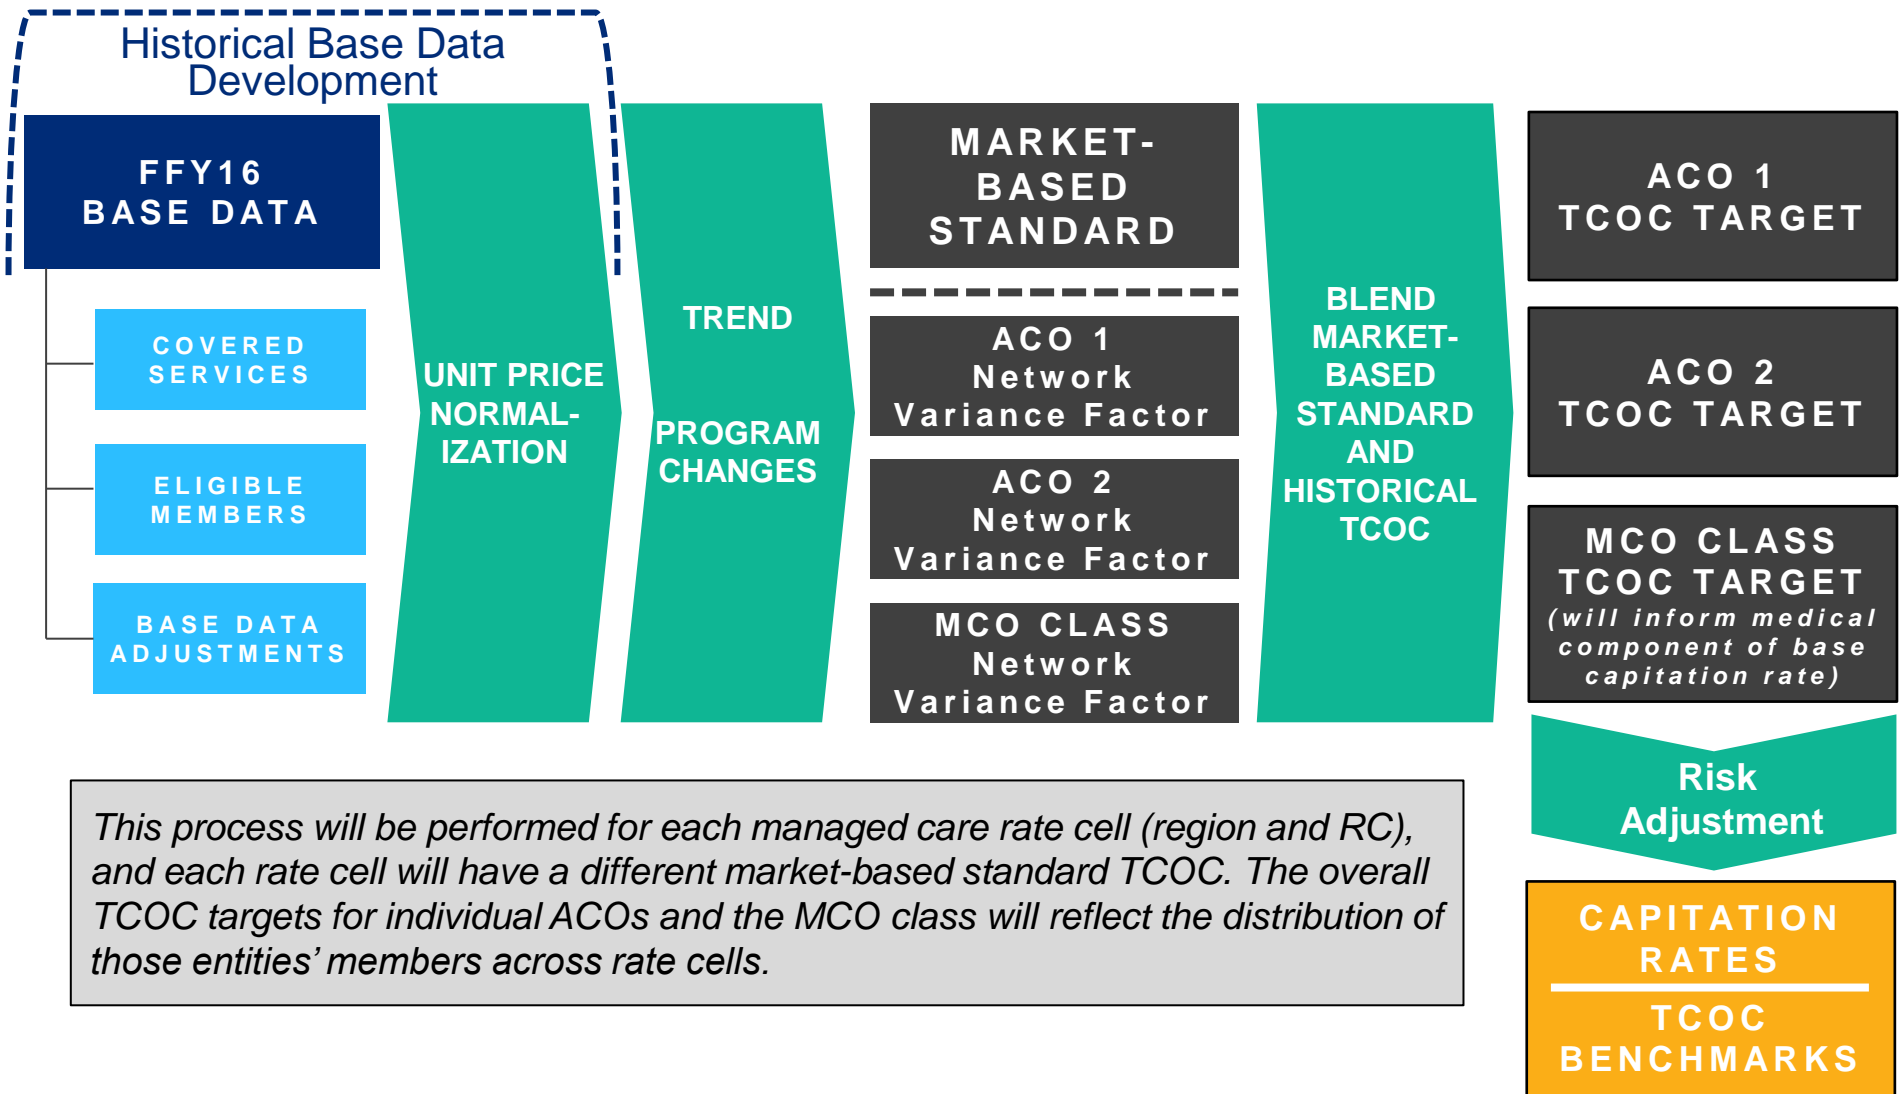 Historical Base Data
Development
FFY16
BASE DATA
COVERED
SERVICES
ELIGIBLE
MEMBERS
BASE DATA
ADJUSTMENTS
UNIT PRICE
NORMAL-
IZATION
TREND
PROGRAM
CHANGES
MARKET-
BASED
STANDARD
ACO 1
Network
Variance Factor
ACO 2
Network
Variance Factor
MCO CLASS
Network
Variance Factor
BLEND
MARKET-
BASED
STANDARD
AND
HISTORICAL
TCOC
ACO 1
TCOC TARGET
ACO 2
TCOC TARGET
MCO CLASS
TCOC TARGET
(will inform medical
component of base
capitation rate)
Risk
Adjustment
CAPITATION
RATES
TCOC
BENCHMARKS
This process will be performed for each managed care rate cell (region and RC),
and each rate cell will have a different market-based standard TCOC. The overall
TCOC targets for individual ACOs and the MCO class will reflect the distribution of
those entities’ members across rate cells.